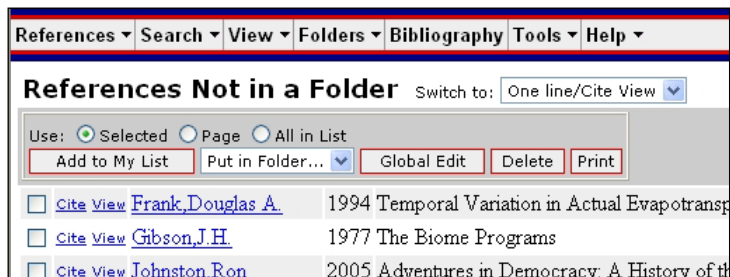 References Search View Folders Bibliography Tools Help
References Not in a Folder Switch to: One line/Cite View
Use: Selected Page All in List
Add to My List Put in Folder... Global Edit Delete Print
Cite View Frank,Douglas A. 1994 Temporal Variation in Actual Evapotransp
Cite View Gibson,J.H. 1977 The Biome Programs
Cite View Johnston,Ron 2005 Adventures in Democracy: A History of th